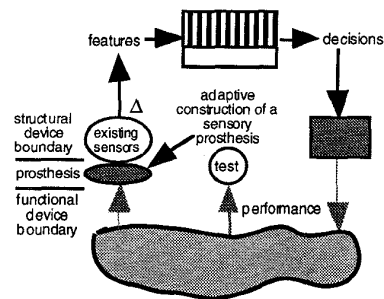 features
decisions
Δ
adaptive
construction of a
sensory
prosthesis
structural
device
boundary
existing
sensors
prosthesis
functional
device
boundary
test
performance